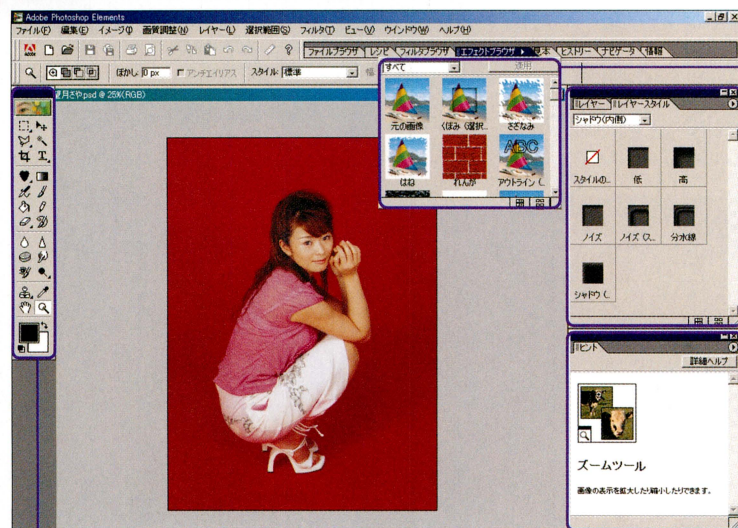 Adobe Photoshop Elements
ファイル(F) 編集(E) イメージ(I) 画質調整(N) レイヤー(L) 選択範囲(S) フィルタ(T) ビュー(V) ウインドウ(W) ヘルプ(H)
ファイルブラウザ レシピ フィルタブラウザ エフェクトブラウザ 見本 ヒストリー ナビゲータ 情報
ぼかし: 0 px アンチエイリアス スタイル: 標準 幅
すべて 適用
望月さや.psd @ 25%(RGB)
元の画像 くぼみ (選択... さざなみ
はね れんが アウトライン (...
レイヤー レイヤースタイル
シャドウ(内側)
スタイルの... 低 高
ノイズ ノイズ (ス... 分水線
シャドウ (...
ヒント
詳細ヘルプ
ズームツール
画像の表示を拡大したり縮小したりできます。